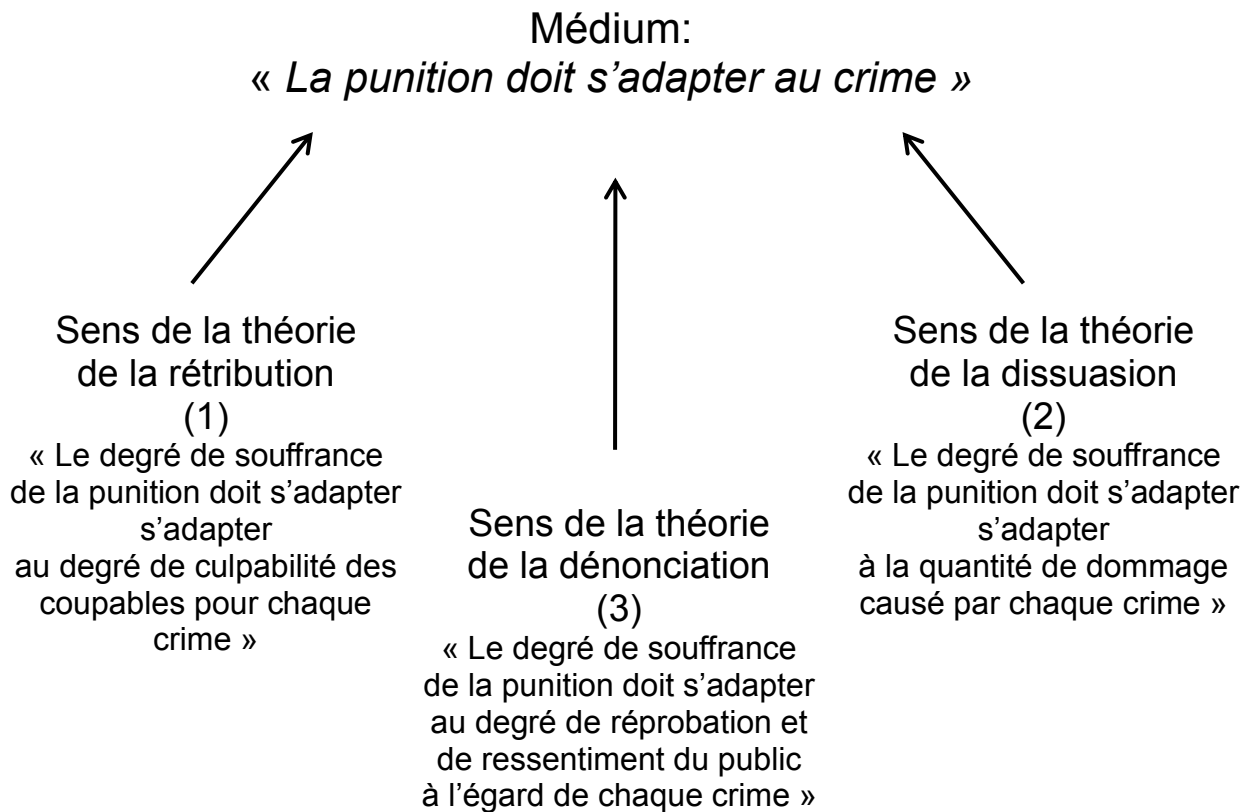 Médium:
« La punition doit s’adapter au crime »
Sens de la théorie
de la rétribution
(1)
« Le degré de souffrance
de la punition doit s’adapter
s’adapter
au degré de culpabilité des
coupables pour chaque
crime »
Sens de la théorie
de la dénonciation
(3)
« Le degré de souffrance
de la punition doit s’adapter
au degré de réprobation et
de ressentiment du public
à l’égard de chaque crime »
Sens de la théorie
de la dissuasion
(2)
« Le degré de souffrance
de la punition doit s’adapter
s’adapter
à la quantité de dommage
causé par chaque crime »